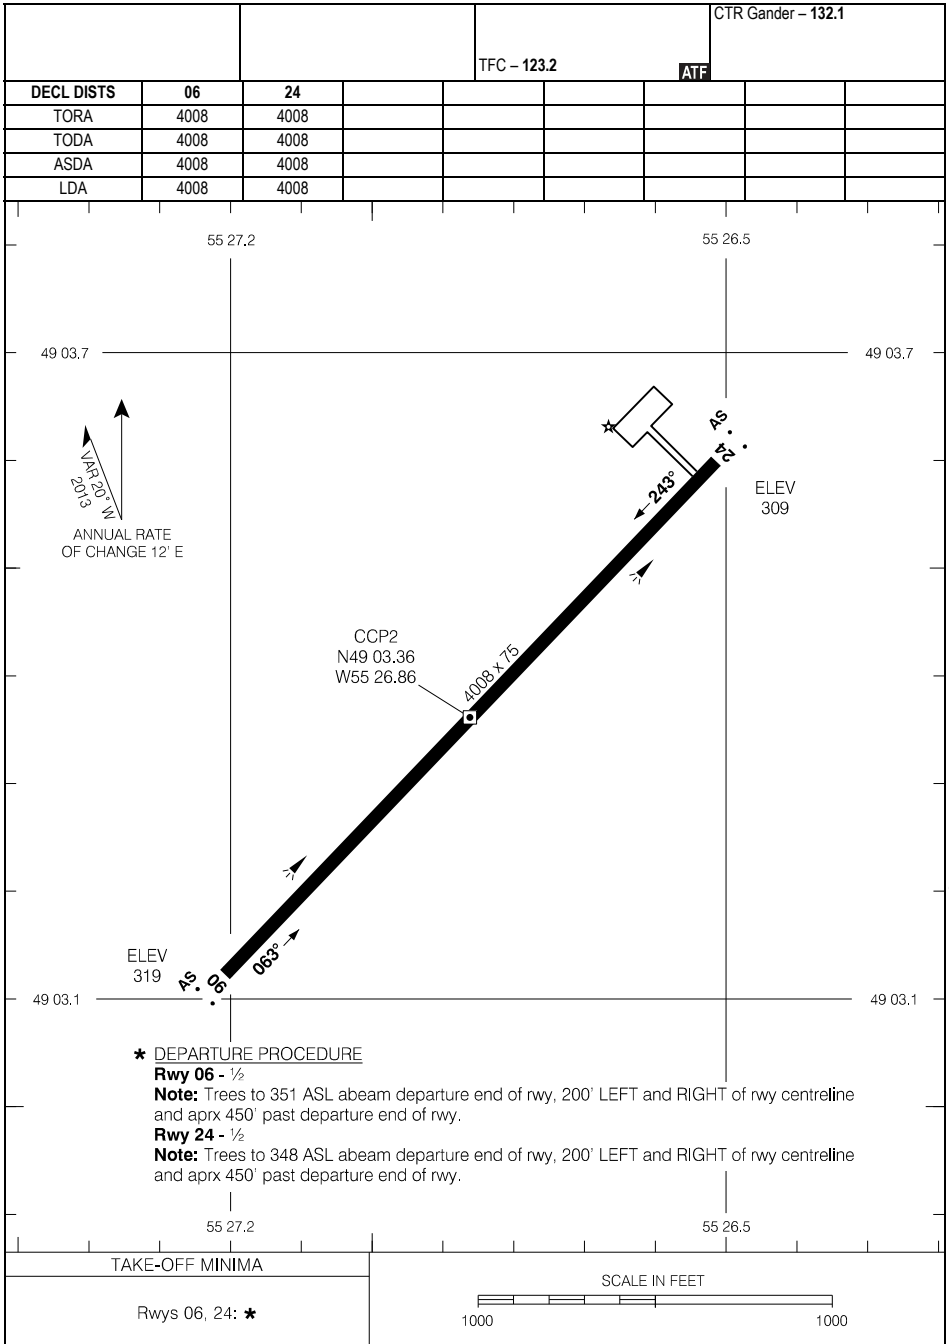 CTR Gander – 132.1
TFC – 123.2
ATF
DECL DISTS 06 24
TORA 4008 4008
TODA 4008 4008
ASDA 4008 4008
LDA 4008 4008
55 27.2
55 26.5
49 03.7
49 03.7
VAR 20° W
2013
ANNUAL RATE
OF CHANGE 12' E
AS
24
ELEV
309
243°
CCP2
N49 03.36
W55 26.86
4008 x 75
ELEV
319
AS
06
063°
49 03.1
49 03.1
* DEPARTURE PROCEDURE
Rwy 06 - ½
Note: Trees to 351 ASL abeam departure end of rwy, 200' LEFT and RIGHT of rwy centreline
and aprx 450' past departure end of rwy.
Rwy 24 - ½
Note: Trees to 348 ASL abeam departure end of rwy, 200' LEFT and RIGHT of rwy centreline
and aprx 450' past departure end of rwy.
55 27.2
55 26.5
TAKE-OFF MINIMA
Rwys 06, 24: *
SCALE IN FEET
1000
1000